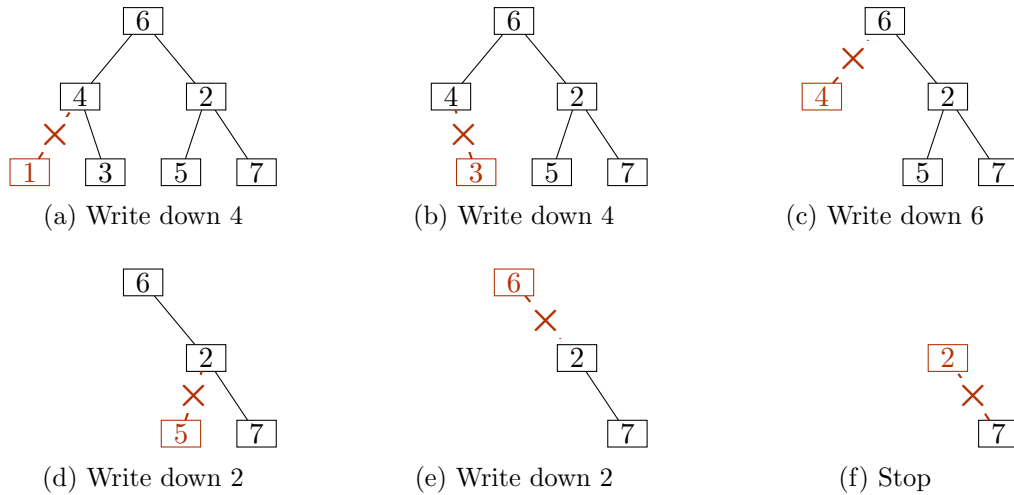 6 6 6
4 2 4 2 4 2
1 3 5 7 3 5 7 5 7
(a) Write down 4 (b) Write down 4 (c) Write down 6
6 6
2 2 2
5 7 7 7
(d) Write down 2 (e) Write down 2 (f) Stop